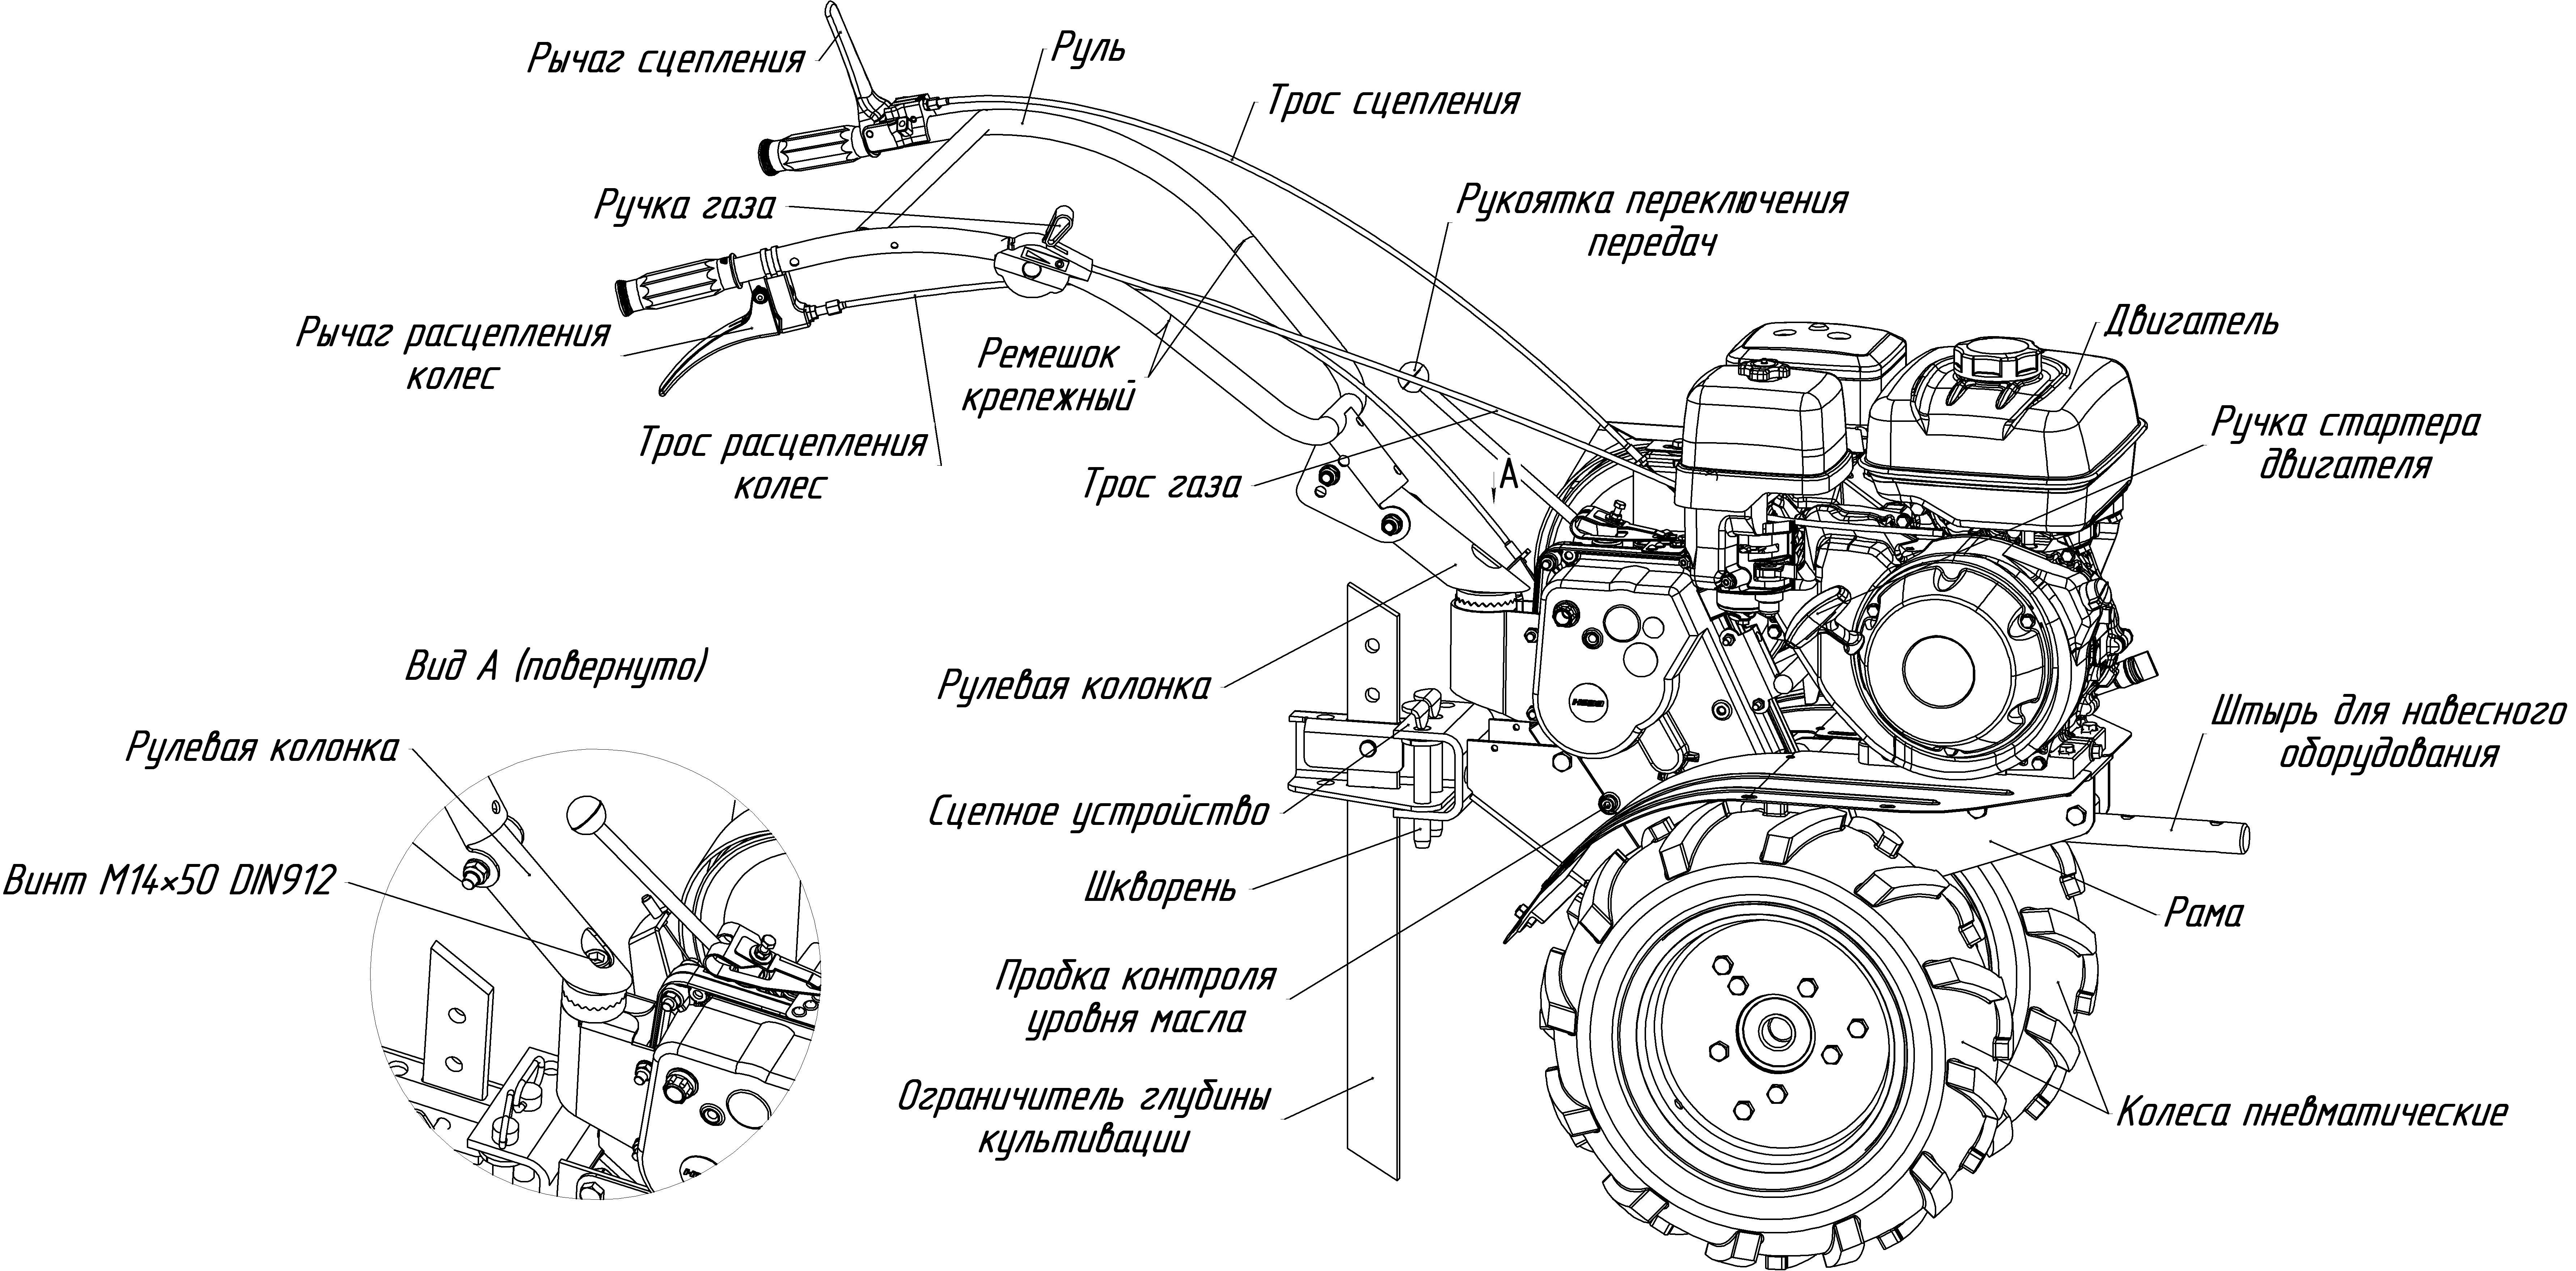 Рычаг сцепления
Руль
Трос сцепления
Ручка газа
Рукоятка переключения
передач
Рычаг расцепления
колес
Ремешок
крепежный
Двигатель
Трос расцепления
колес
Трос газа
А
Ручка стартера
двигателя
Вид А (повернуто)
Рулевая колонка
Рулевая колонка
Винт М14×50 DIN912
Штырь для навесного
оборудования
Сцепное устройство
Шкворень
Рама
Пробка контроля
уровня масла
Ограничитель глубины
культивации
Колеса пневматические